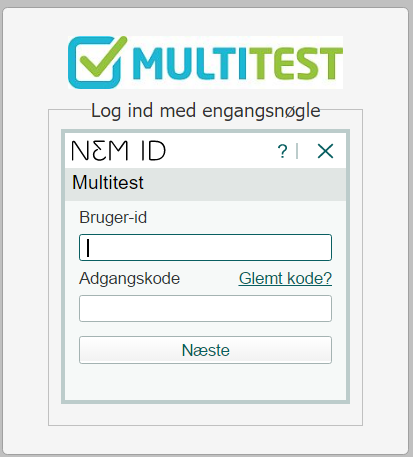 MULTITEST
Log ind med engangsnøgle
NEM ID ?
Multitest
Bruger-id
Adgangskode Glemt kode?
Næste